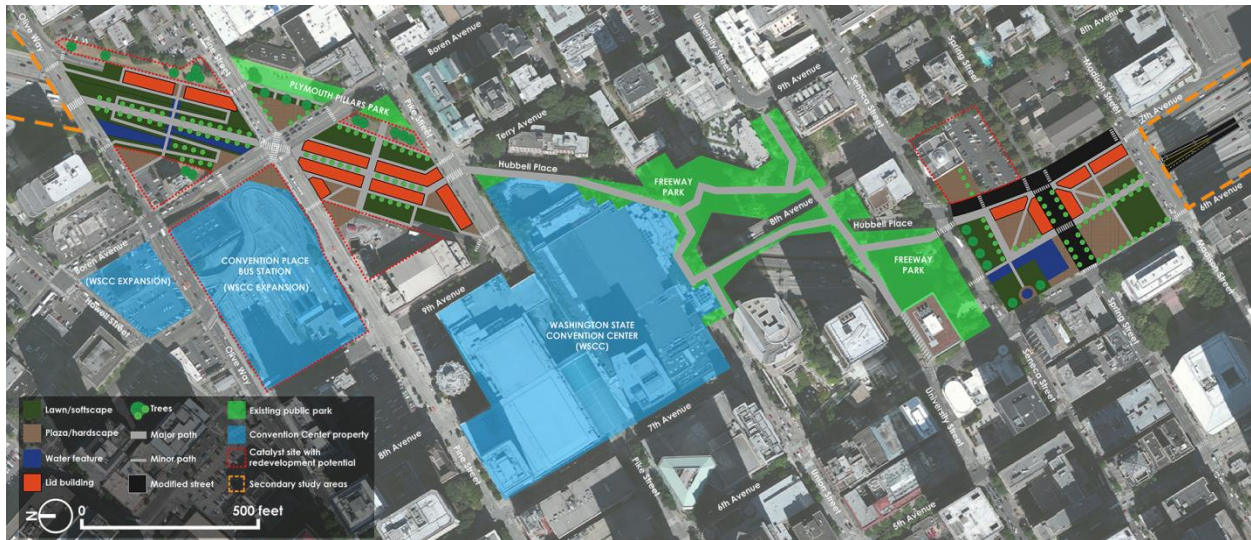 Olive Way
Pine Street
Boren Avenue
PLYMOUTH PILLARS PARK
Pike Street
Terry Avenue
Hubbell Place
University Street
9th Avenue
Seneca Street
Spring Street
8th Avenue
Madison Street
7th Avenue
6th Avenue
Madison Street
FREEWAY
PARK
8th Avenue
Hubbell Place
FREEWAY
PARK
Boren Avenue
(WSCC EXPANSION)
Howell Street
CONVENTION PLACE
BUS STATION
(WSCC EXPANSION)
Olive Way
9th Avenue
WASHINGTON STATE
CONVENTION CENTER
(WSCC)
8th Avenue
Pine Street
7th Avenue
Pike Street
6th Avenue
Union Street
5th Avenue
University Street
Seneca Street
Spring Street
Lawn/softscape
Trees
Existing public park
Plaza/hardscape
Major path
Convention Center property
Water feature
Minor path
Catalyst site with
redevelopment potential
Lid building
Modified street
Secondary study areas
N
0
500 feet